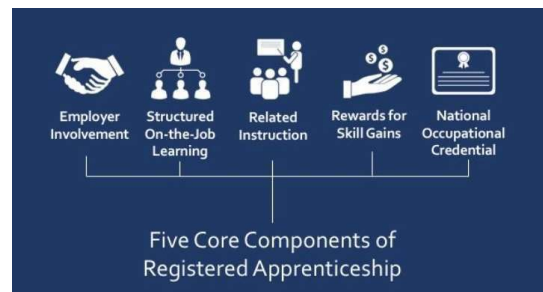 Employer
Involvement
Structured
On-the-Job
Learning
Related
Instruction
Rewards for
Skill Gains
National
Occupational
Credential
Five Core Components of
Registered Apprenticeship